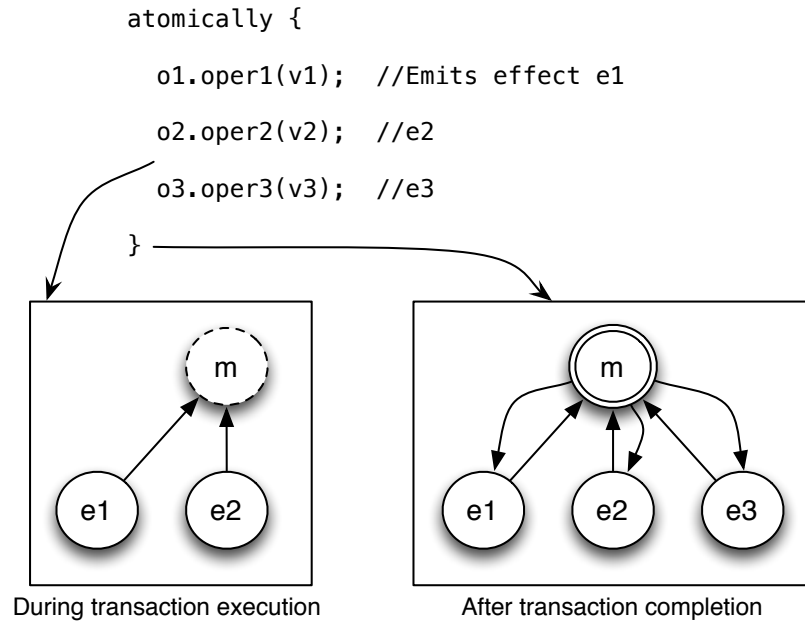 atomically {
o1.oper1(v1); //Emits effect e1
o2.oper2(v2); //e2
o3.oper3(v3); //e3
}
m
e1 e2
During transaction execution
m
e1 e2 e3
After transaction completion